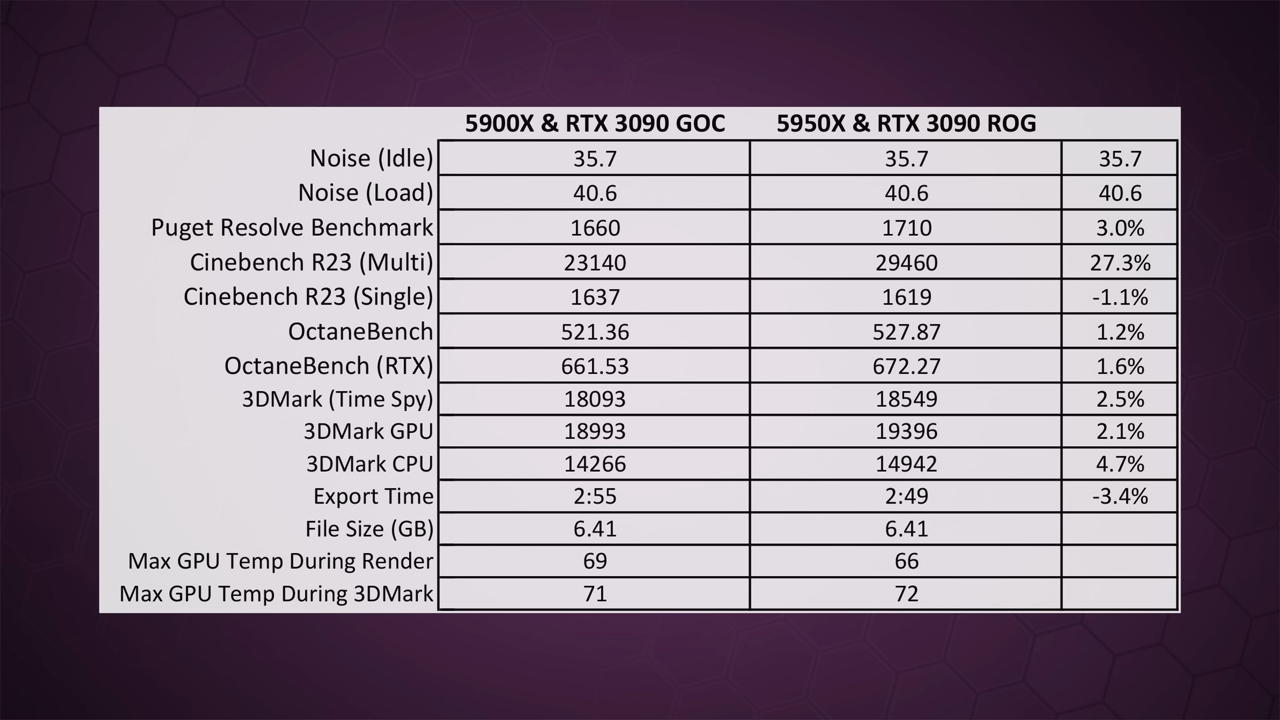 5900X & RTX 3090 GOC 5950X & RTX 3090 ROG
Noise (Idle) 35.7 35.7 35.7
Noise (Load) 40.6 40.6 40.6
Puget Resolve Benchmark 1660 1710 3.0%
Cinebench R23 (Multi) 23140 29460 27.3%
Cinebench R23 (Single) 1637 1619 -1.1%
OctaneBench 521.36 527.87 1.2%
OctaneBench (RTX) 661.53 672.27 1.6%
3DMark (Time Spy) 18093 18549 2.5%
3DMark GPU 18993 19396 2.1%
3DMark CPU 14266 14942 4.7%
Export Time 2:55 2:49 -3.4%
File Size (GB) 6.41 6.41
Max GPU Temp During Render 69 66
Max GPU Temp During 3DMark 71 72